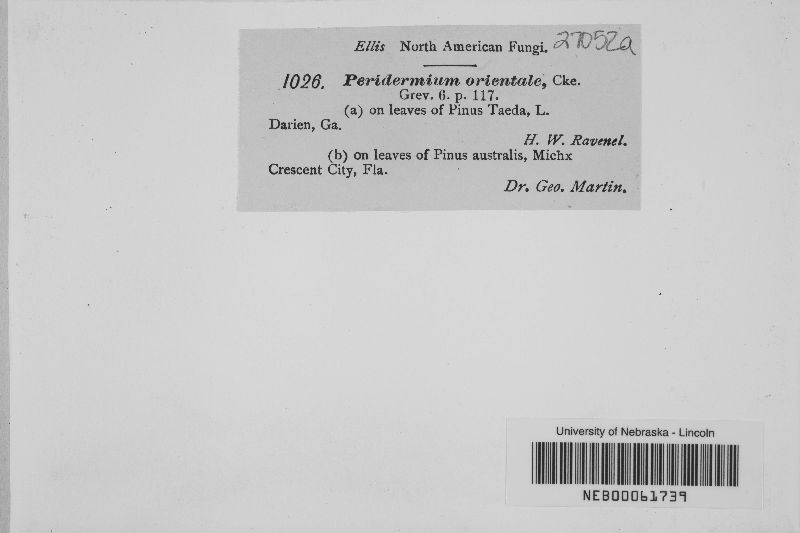 Ellis North American Fungi. 27052a
1026. Peridermium orientale, Cke.
Grev. 6. p. 117.
(a) on leaves of Pinus Taeda, L.
Darien, Ga.
H. W. Ravenel.
(b) on leaves of Pinus australis, Michx
Crescent City, Fla.
Dr. Geo. Martin.
University of Nebraska - Lincoln
NEB00061739